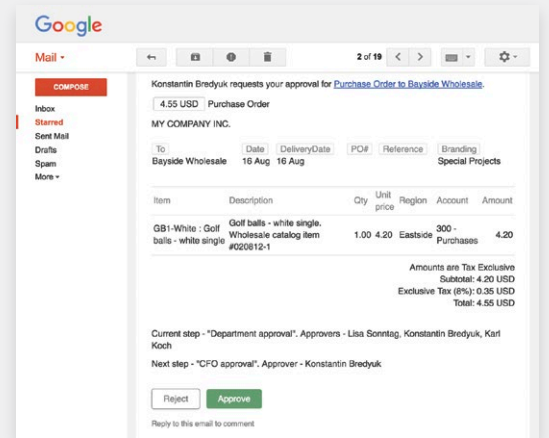 Google
Mail
2 of 19
COMPOSE
Inbox
Starred
Sent Mail
Drafts
Spam
More
Konstantin Bredyuk requests your approval for Purchase Order to Bayside Wholesale.
4.55 USD Purchase Order
MY COMPANY INC.
To Date DeliveryDate PO# Reference Branding
Bayside Wholesale 16 Aug 16 Aug Special Projects
Item Description Qty Unit price Region Account Amount
GB1-White : Golf balls - white single Golf balls - white single. Wholesale catalog item #020812-1 1.00 4.20 Eastside 300 - Purchases 4.20
Amounts are Tax Exclusive
Subtotal: 4.20 USD
Exclusive Tax (8%): 0.35 USD
Total: 4.55 USD
Current step - "Department approval". Approvers - Lisa Sonntag, Konstantin Bredyuk, Karl
Koch
Next step - "CFO approval". Approver - Konstantin Bredyuk
Reject Approve
Reply to this email to comment